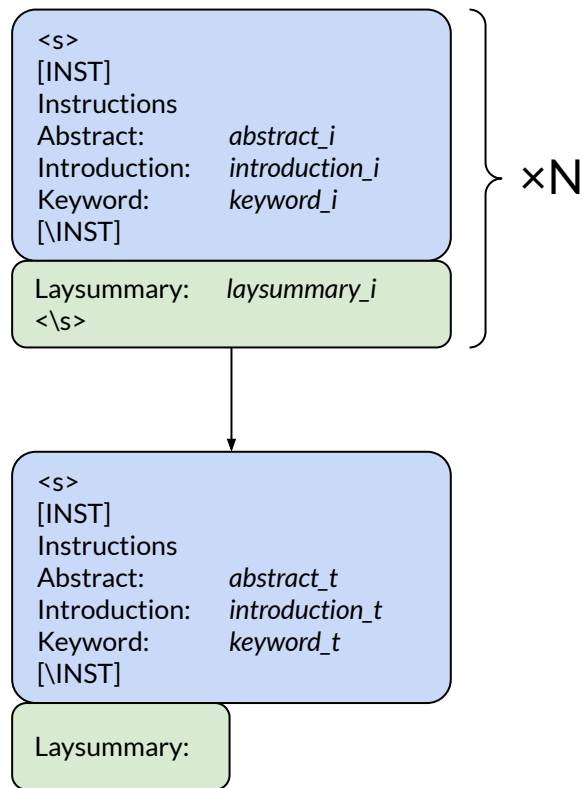 <s>
[INST]
Instructions
Abstract: abstract_i
Introduction: introduction_i
Keyword: keyword_i
[\INST]
Laysummary: laysummary_i
<\s>
×N
<s>
[INST]
Instructions
Abstract: abstract_t
Introduction: introduction_t
Keyword: keyword_t
[\INST]
Laysummary: